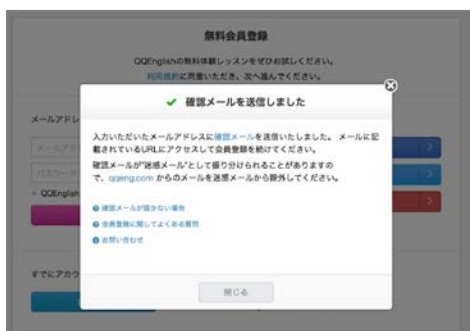 無料会員登録
QQEnglishの無料体験レッスンをぜひお試しください。
利用規約に同意いただき、次へ進んでください。
✓ 確認メールを送信しました
メールアドレ
入力いただいたメールアドレスに確認メールを送信いたしました。 メールに記
載されているURLにアクセスして会員登録を続けてください。
確認メールが"迷惑メール"として振り分けられることがありますの
で、qqeng.com からのメールを迷惑メールから除外してください。
メールアド
パスワード
QQEnglish
確認メールが届かない場合
会員登録に関してよくある質問
お問い合わせ
すでにアカウ
閉じる